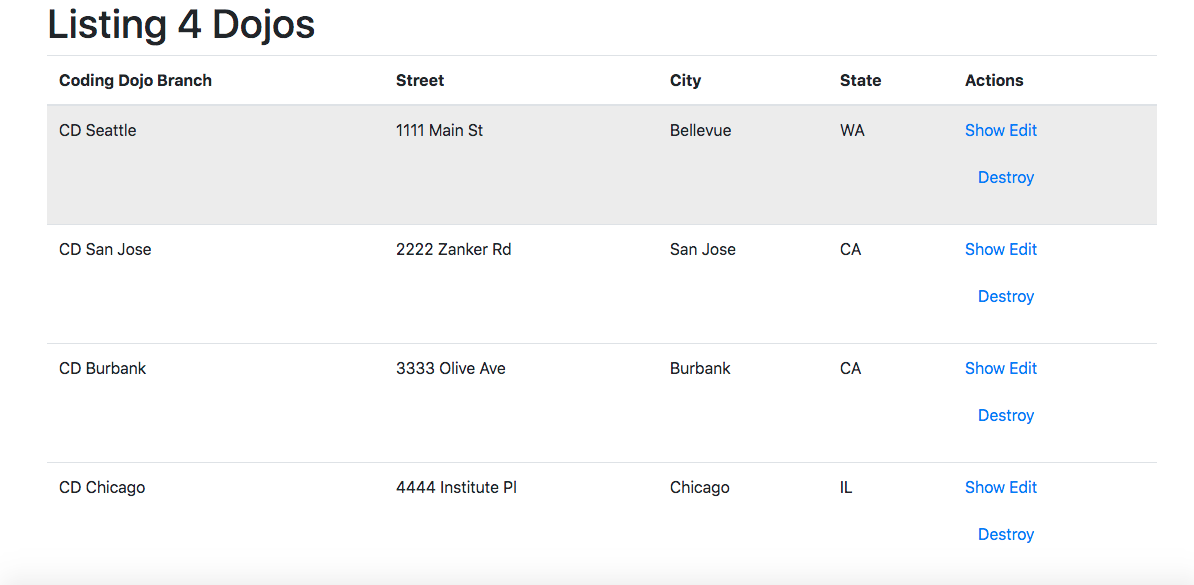 Listing 4 Dojos
Coding Dojo Branch Street City State Actions
CD Seattle 1111 Main St Bellevue WA Show Edit
Destroy
CD San Jose 2222 Zanker Rd San Jose CA Show Edit
Destroy
CD Burbank 3333 Olive Ave Burbank CA Show Edit
Destroy
CD Chicago 4444 Institute Pl Chicago IL Show Edit
Destroy